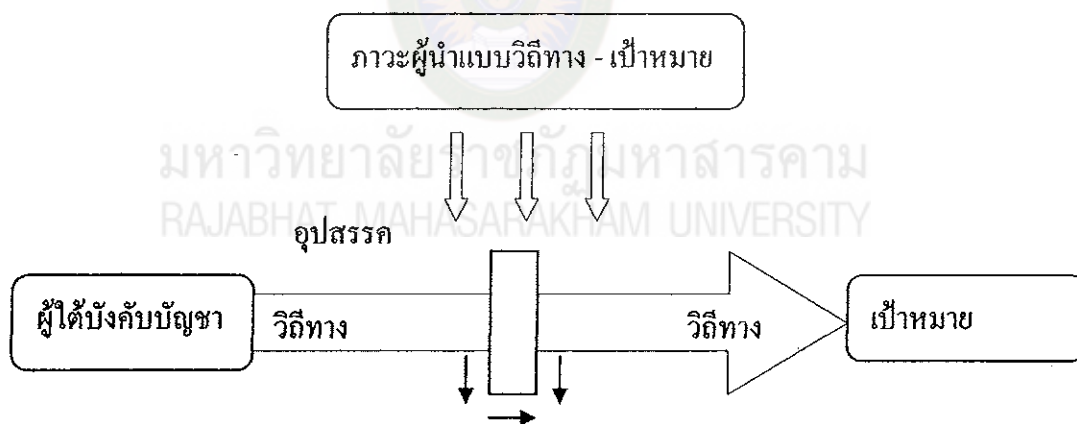 ภาวะผู้นำแบบวิถีทาง - เป้าหมาย
มหาวิทยาลัยราชภัฏมหาสารคาม
RAJABHAT MAHASARAKHAM UNIVERSITY
อุปสรรค
ผู้ใต้บังคับบัญชา
วิถีทาง
วิถีทาง
เป้าหมาย